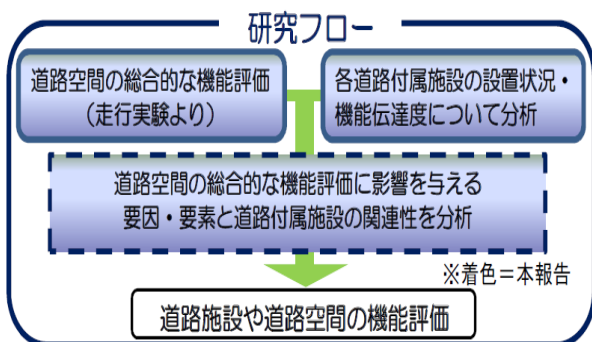 研究フロー
道路空間の総合的な機能評価
（走行実験より）
各道路付属施設の設置状況・
機能伝達度について分析
道路空間の総合的な機能評価に影響を与える
要因・要素と道路付属施設の関連性を分析
※着色＝本報告
道路施設や道路空間の機能評価